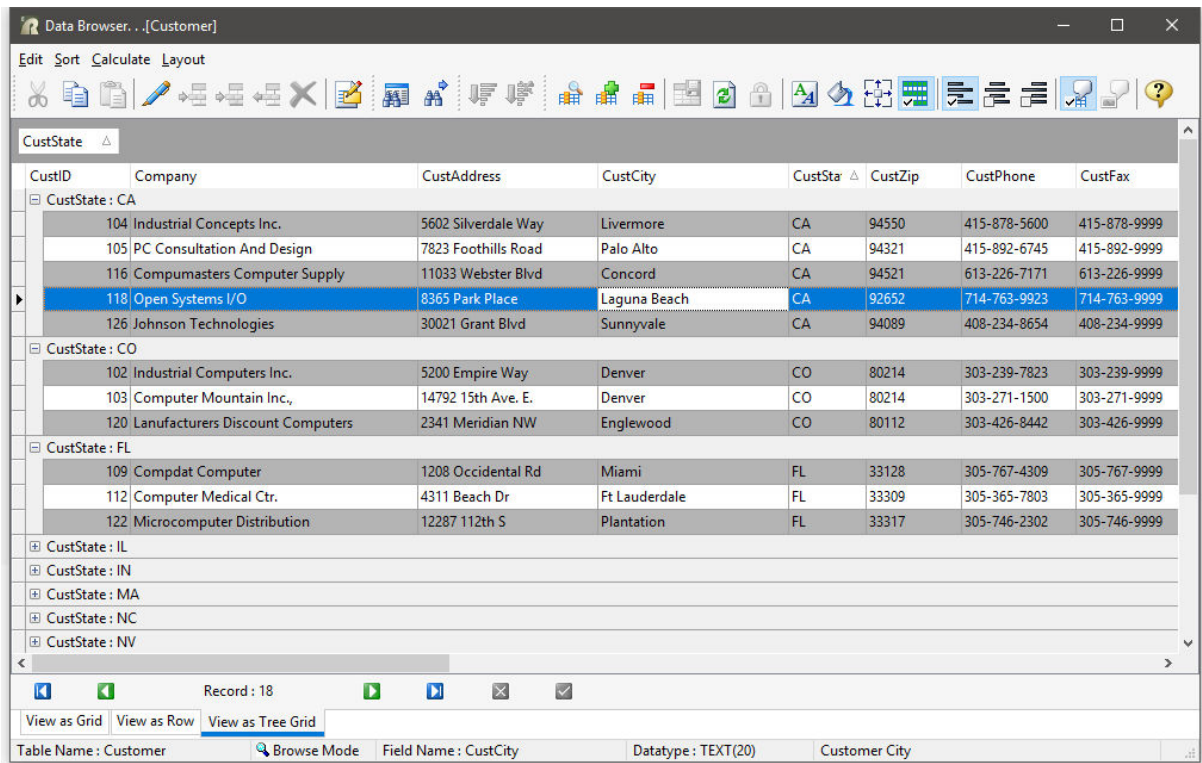 Data Browser. . .[Customer]
Edit Sort Calculate Layout
CustState
CustID Company CustAddress CustCity CustSta CustZip CustPhone CustFax
CustState : CA
104 Industrial Concepts Inc. 5602 Silverdale Way Livermore CA 94550 415-878-5600 415-878-9999
105 PC Consultation And Design 7823 Foothills Road Palo Alto CA 94321 415-892-6745 415-892-9999
116 Compumasters Computer Supply 11033 Webster Blvd Concord CA 94521 613-226-7171 613-226-9999
118 Open Systems I/O 8365 Park Place Laguna Beach CA 92652 714-763-9923 714-763-9999
126 Johnson Technologies 30021 Grant Blvd Sunnyvale CA 94089 408-234-8654 408-234-9999
CustState : CO
102 Industrial Computers Inc. 5200 Empire Way Denver CO 80214 303-239-7823 303-239-9999
103 Computer Mountain Inc., 14792 15th Ave. E. Denver CO 80214 303-271-1500 303-271-9999
120 Lanufacturers Discount Computers 2341 Meridian NW Englewood CO 80112 303-426-8442 303-426-9999
CustState : FL
109 Compdat Computer 1208 Occidental Rd Miami FL 33128 305-767-4309 305-767-9999
112 Computer Medical Ctr. 4311 Beach Dr Ft Lauderdale FL 33309 305-365-7803 305-365-9999
122 Microcomputer Distribution 12287 112th S Plantation FL 33317 305-746-2302 305-746-9999
CustState : IL
CustState : IN
CustState : MA
CustState : NC
CustState : NV
Record : 18
View as Grid View as Row View as Tree Grid
Table Name : Customer Browse Mode Field Name : CustCity Datatype : TEXT(20) Customer City